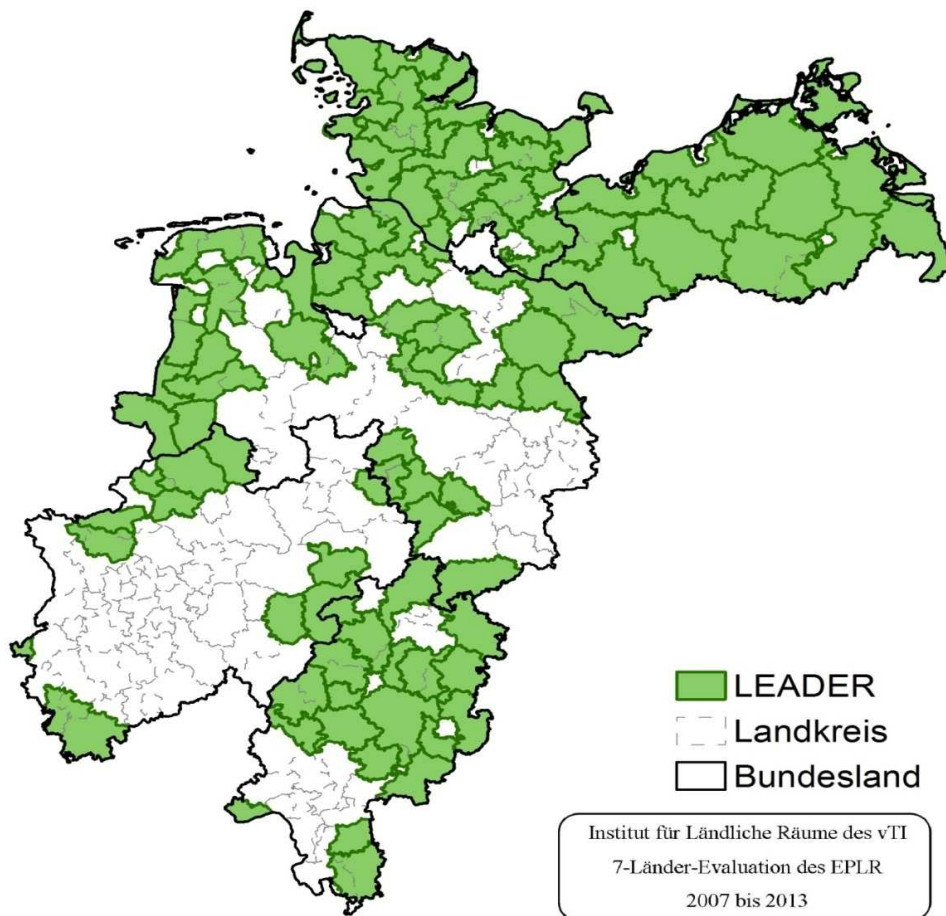 LEADER
Landkreis
Bundesland
Institut für Ländliche Räume des vTI
7-Länder-Evaluation des EPLR
2007 bis 2013